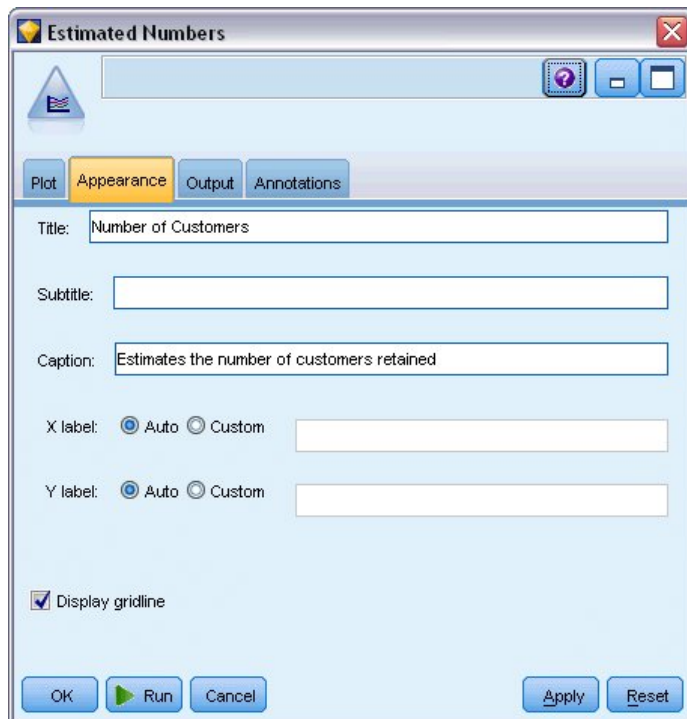 Estimated Numbers
?
Plot Appearance Output Annotations
Title: Number of Customers
Subtitle:
Caption: Estimates the number of customers retained
X label: Auto Custom
Y label: Auto Custom
Display gridline
OK Run Cancel Apply Reset